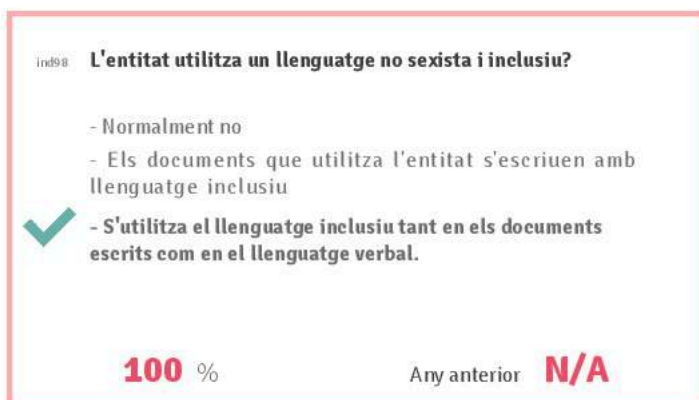 ind98 L'entitat utilitza un llenguatge no sexista i inclusiu?
- Normalment no
- Els documents que utilitza l'entitat s'escriuen amb
llenguatge inclusiu
- S'utilitza el llenguatge inclusiu tant en els documents
escrits com en el llenguatge verbal.
100 % Any anterior N/A